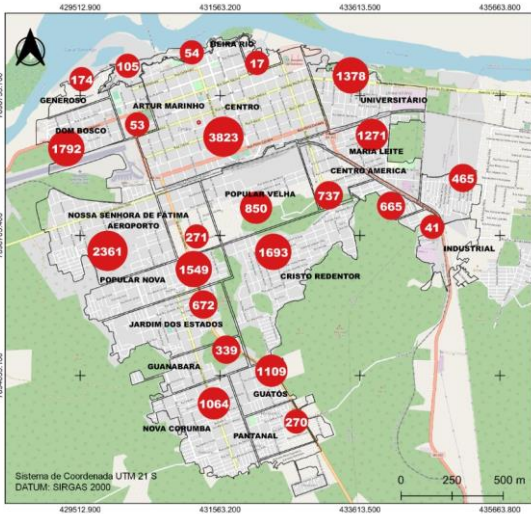 429512.900 431563.200 433613.500 435663.800
BEIRA RIO
54
17
105
174
1378
GENEROSO
ARTUR MARINHO
CENTRO
UNIVERSITÁRIO
DOM BOSCO
53
3823
1271
1792
MARIA LEITE
CENTRO AMERICA
465
POPULAR VELHA
737
850
665
NOSSA SENHORA DE FÁTIMA
AEROPORTO
271
41
2361
1693
INDUSTRIAL
1549
POPULAR NOVA
CRISTO REDENTOR
672
JARDIM DOS ESTADOS
339
GUANABARA
1109
GUATÓS
1064
270
NOVA CORUMBA
PANTANAL
Sistema de Coordenada UTM 21 S
DATUM: SIRGAS 2000
0 250 500 m
429512.900 431563.200 433613.500 435663.800